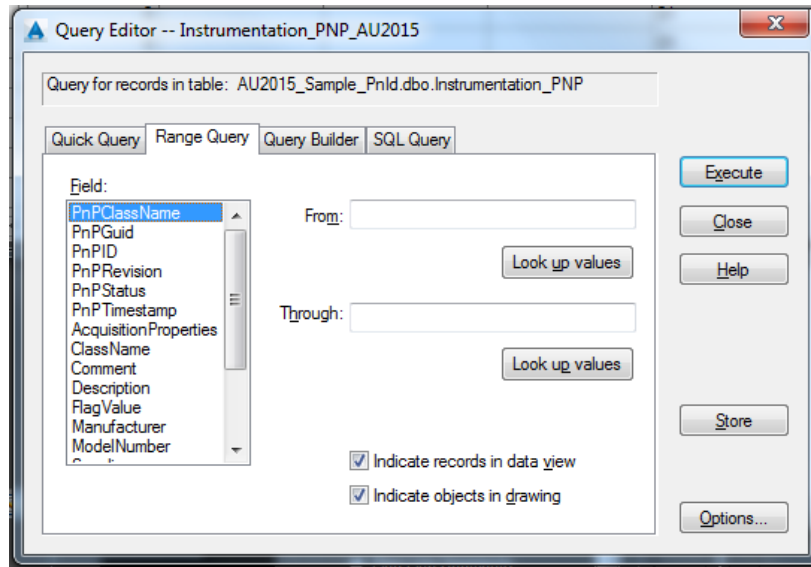 Query Editor -- Instrumentation_PNP_AU2015
Query for records in table: AU2015_Sample_PnId.dbo.Instrumentation_PNP
Quick Query Range Query Query Builder SQL Query
Field:
PnPClassName
PnPGuid
PnPID
PnPRevision
PnPStatus
PnPTimestamp
AcquisitionProperties
ClassName
Comment
Description
FlagValue
Manufacturer
ModelNumber
From:
Look up values
Through:
Look up values
Indicate records in data view
Indicate objects in drawing
Execute
Close
Help
Store
Options...